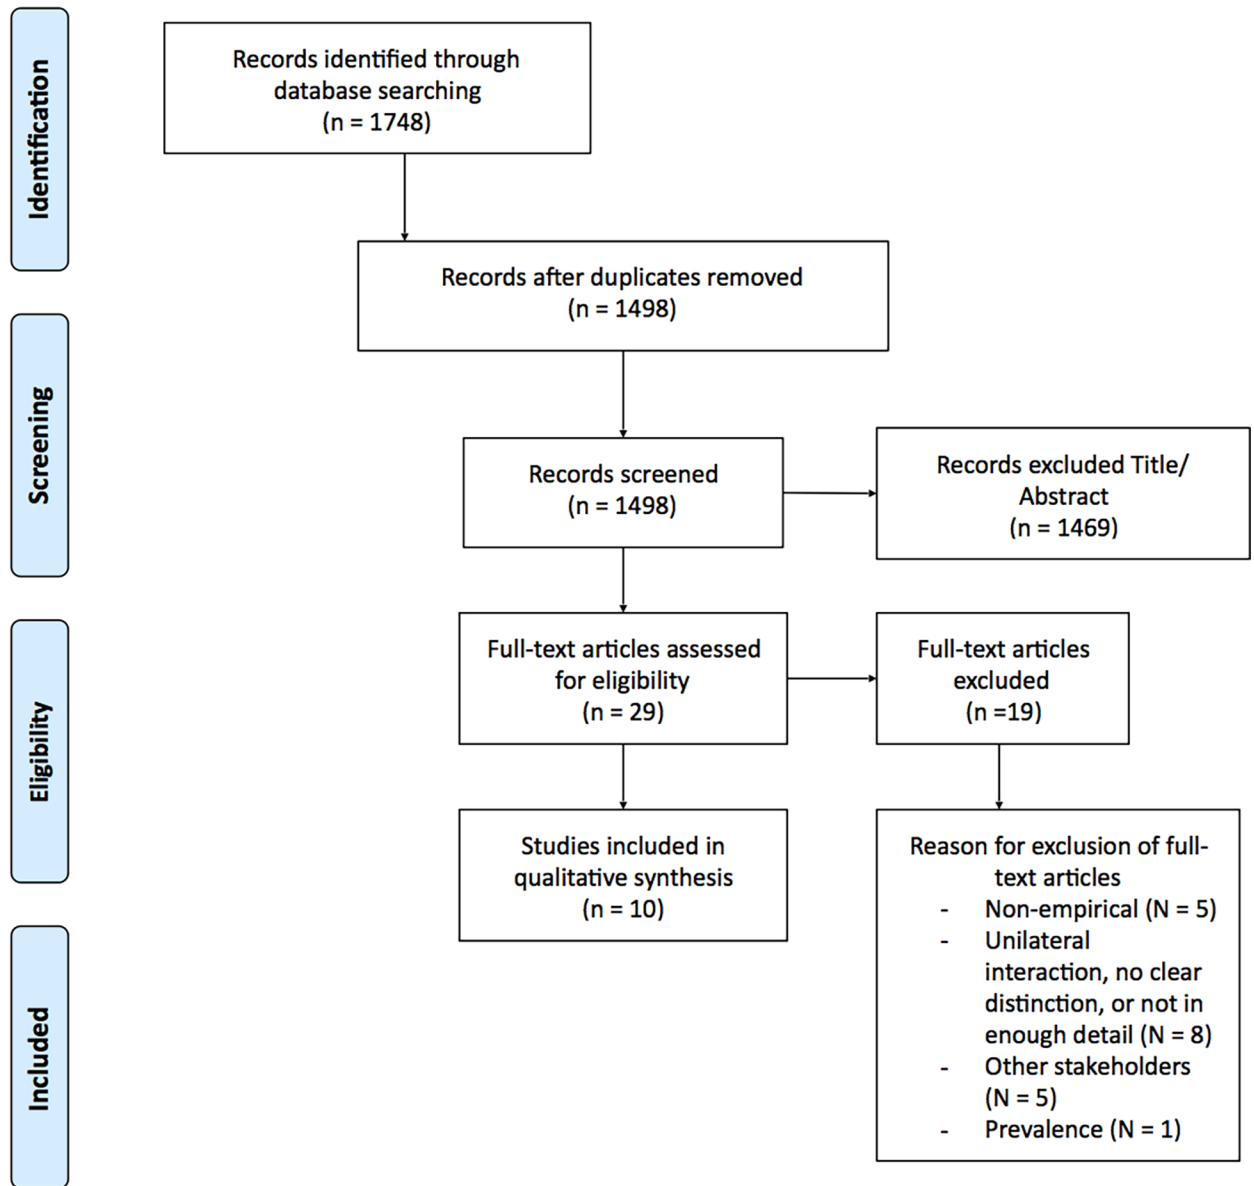 Identification
Records identified through
database searching
(n = 1748)
Records after duplicates removed
(n = 1498)
Screening
Records screened
(n = 1498)
Records excluded Title/
Abstract
(n = 1469)
Eligibility
Full-text articles assessed
for eligibility
(n = 29)
Full-text articles
excluded
(n =19)
Studies included in
qualitative synthesis
(n = 10)
Reason for exclusion of full-
text articles
- Non-empirical (N = 5)
- Unilateral
interaction, no clear
distinction, or not in
enough detail (N = 8)
- Other stakeholders
(N = 5)
- Prevalence (N = 1)
Included